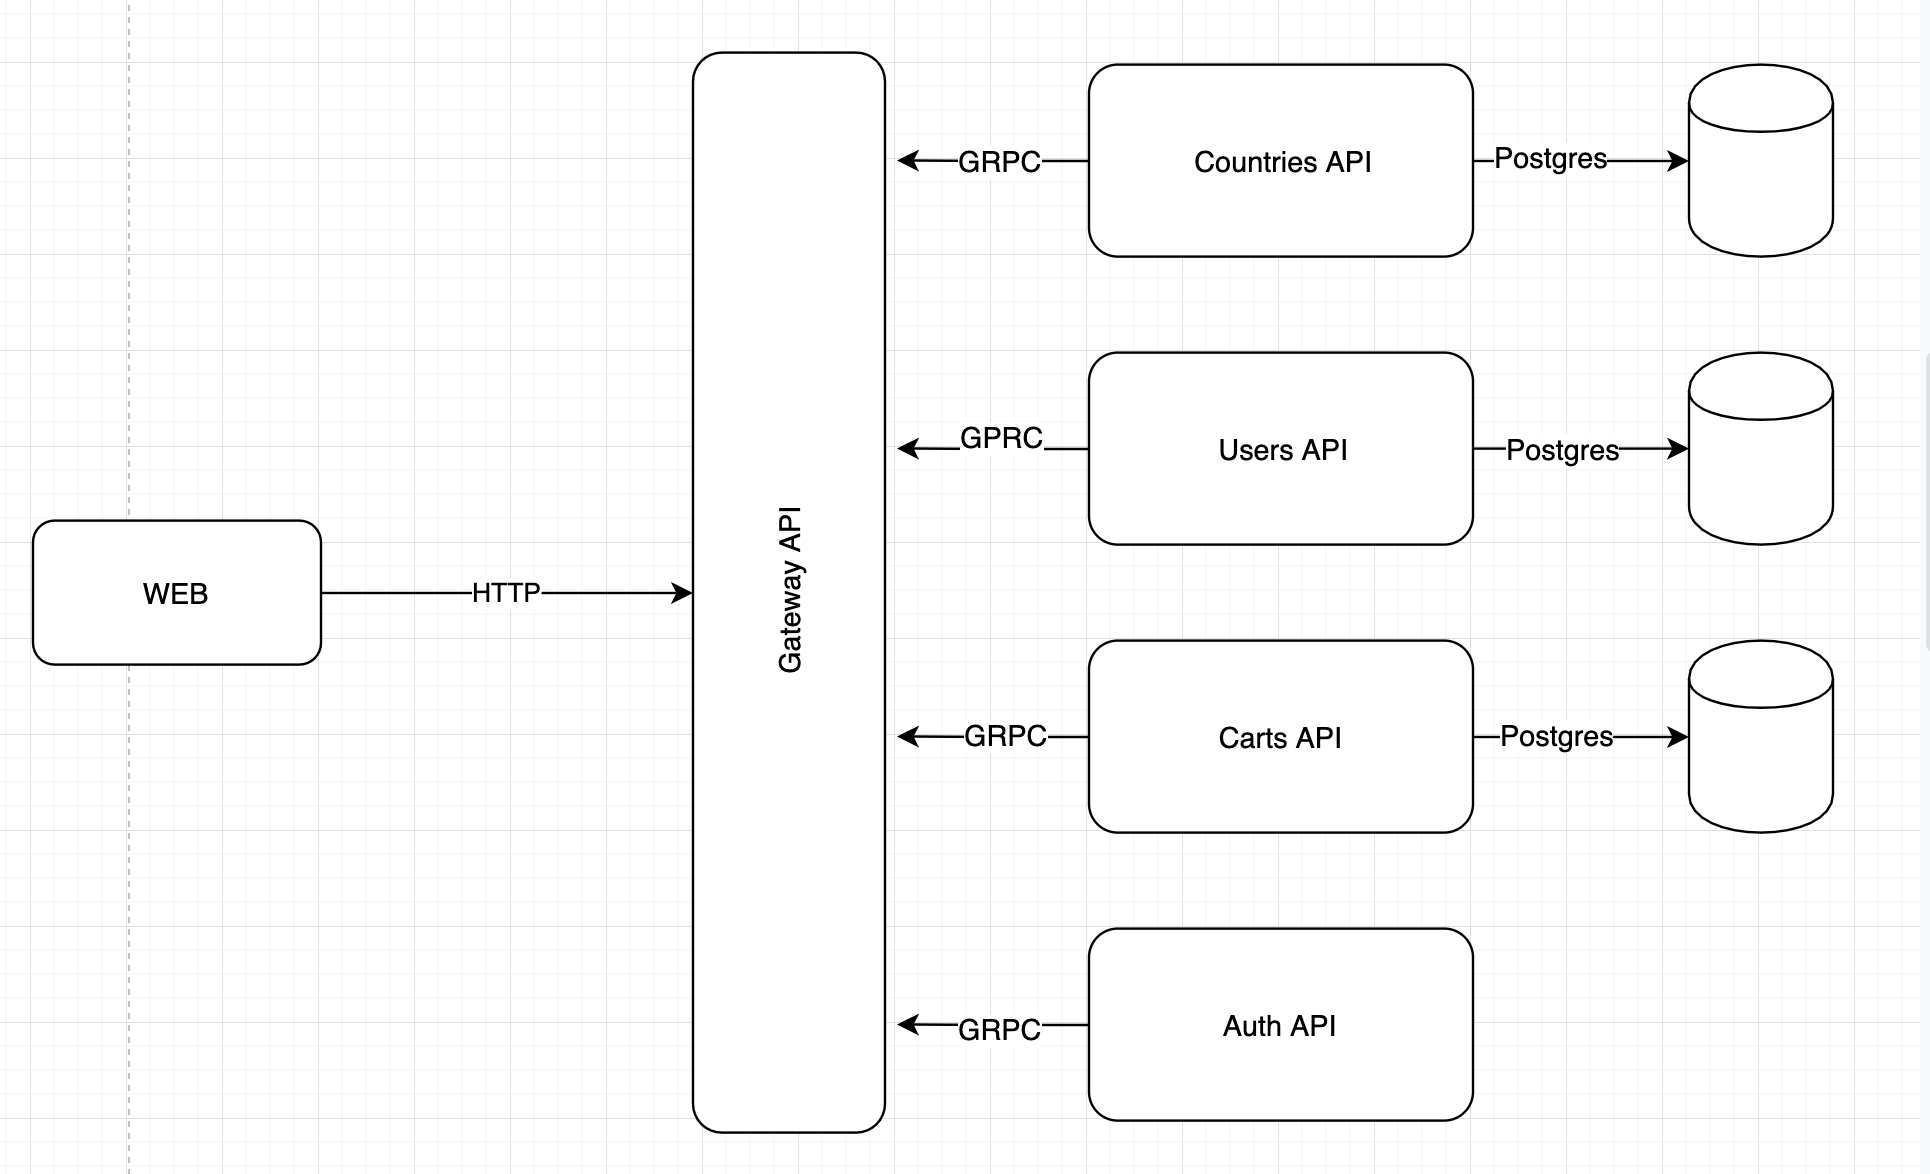 GRPC
Countries API
Postgres
GPRC
Users API
Postgres
WEB
HTTP
Gateway API
GRPC
Carts API
Postgres
GRPC
Auth API